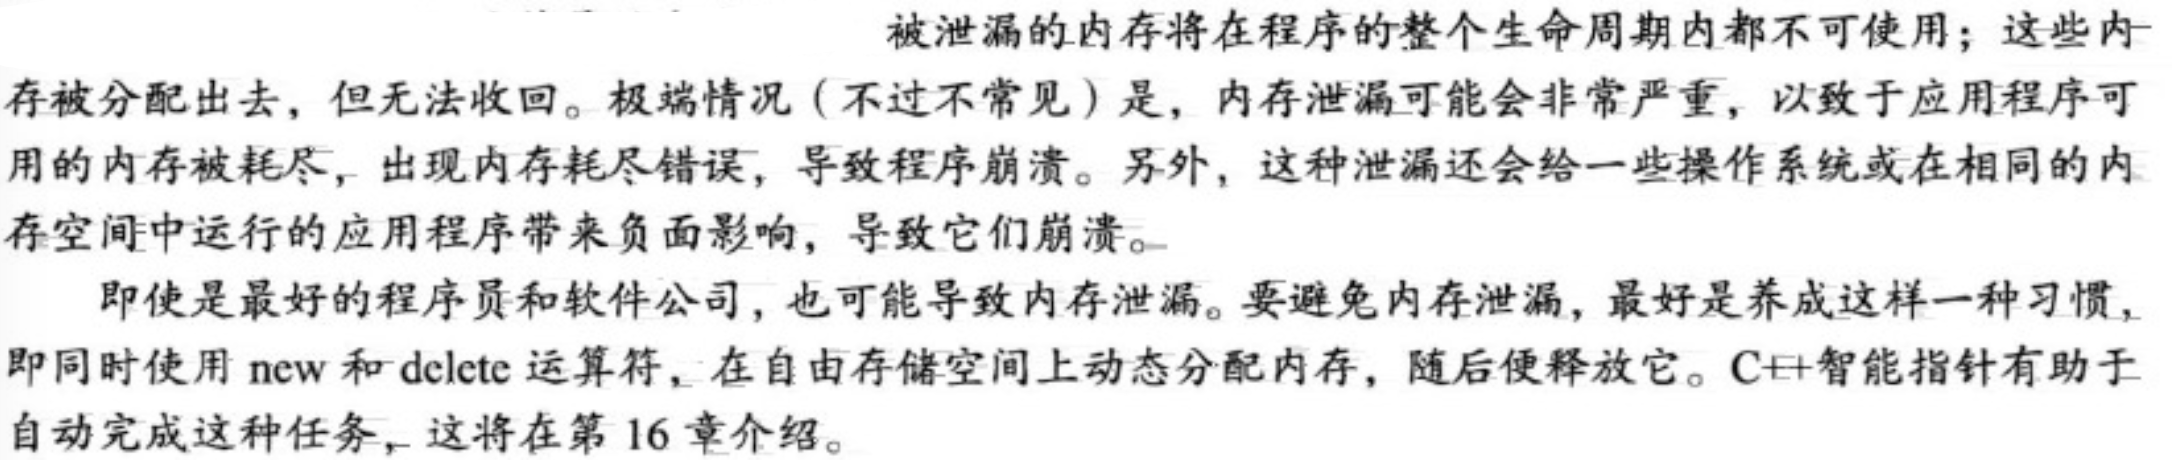 被泄漏的内存将在程序的整个生命周期内都不可使用；这些内
存被分配出去，但无法收回。极端情况（不过不常见）是，内存泄漏可能会非常严重，以致于应用程序可
用的内存被耗尽，出现内存耗尽错误，导致程序崩溃。另外，这种泄漏还会给一些操作系统或在相同的内
存空间中运行的应用程序带来负面影响，导致它们崩溃。
即使是最好的程序员和软件公司，也可能导致内存泄漏。要避免内存泄漏，最好是养成这样一种习惯，
即同时使用 new 和 delete 运算符，在自由存储空间上动态分配内存，随后便释放它。C++智能指针有助于
自动完成这种任务，这将在第 16 章介绍。